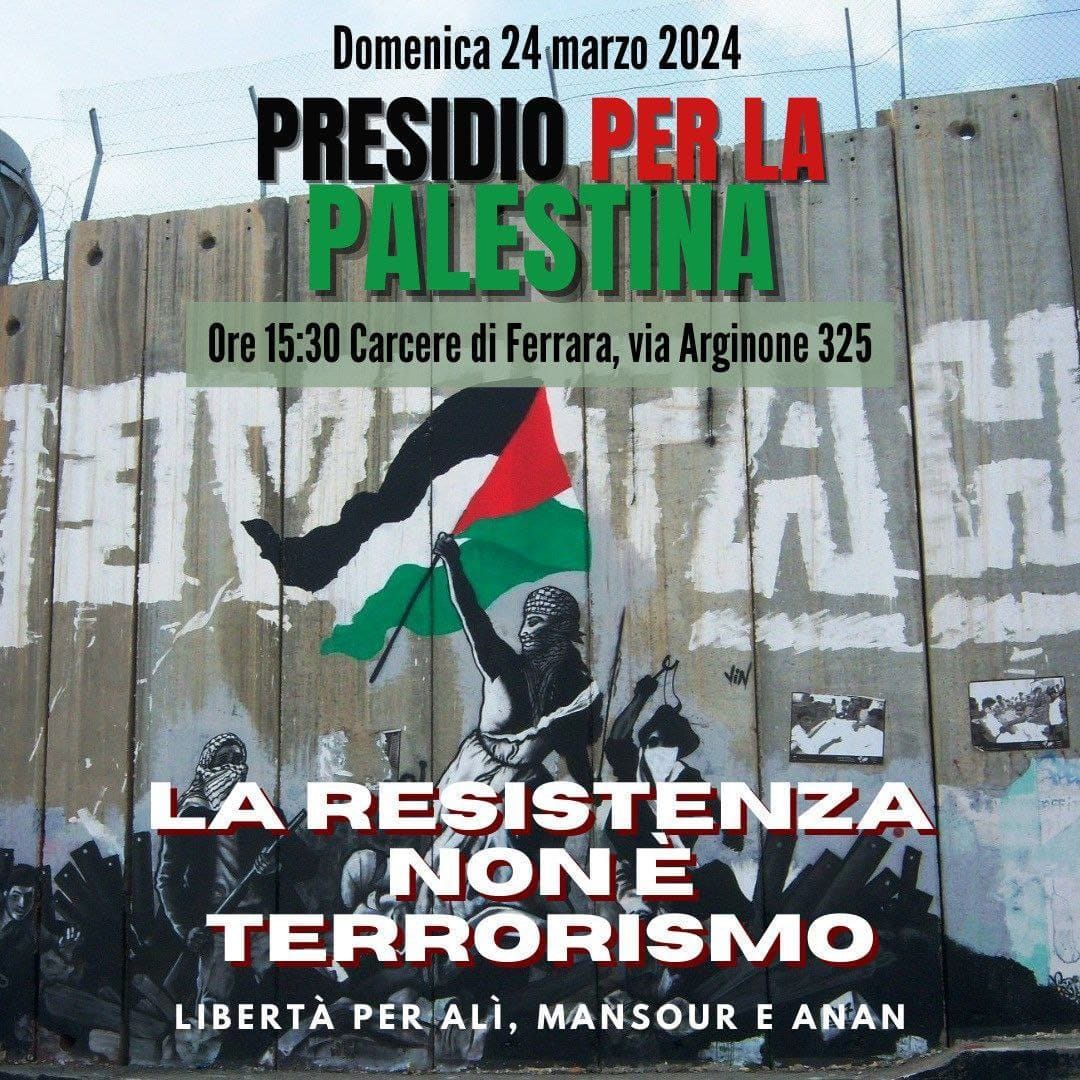 Domenica 24 marzo 2024
PRESIDIO PER LA
PALESTINA
Ore 15:30 Carcere di Ferrara, via Arginone 325
VIN
LA RESISTENZA
NON È
TERRORISMO
LIBERTÀ PER ALÌ, MANSOUR E ANAN